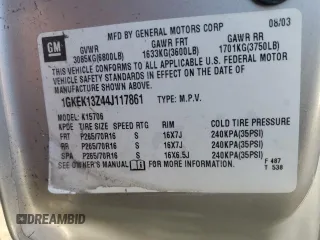 MFD BY GENERAL MOTORS CORP 08/03
GM GVWR GAWR FRT GAWR RR
3085KG(6800LB) 1633KG(3600LB) 1701KG(3750LB)
THIS VEHICLE CONFORMS TO ALL APPLICABLE U.S. FEDERAL MOTOR
VEHICLE SAFETY STANDARDS IN EFFECT ON THE DATE OF
MANUFACTURE SHOWN ABOVE.
1GKEK13Z44J117861 TYPE: M.P.V.
MODEL: K15706
TIRE SIZE SPEED RTG RIM COLD TIRE PRESSURE
FRT P265/70R16 S 16X7J 240KPA(35PSI)
RR P265/70R16 S 16X7J 240KPA(35PSI)
SPA P265/70R16 S 16X6.5J 240KPA(35PSI)
SEE OWNER'S MANUAL FOR MORE INFORMATION.
F 487
T 538
DREAMBID